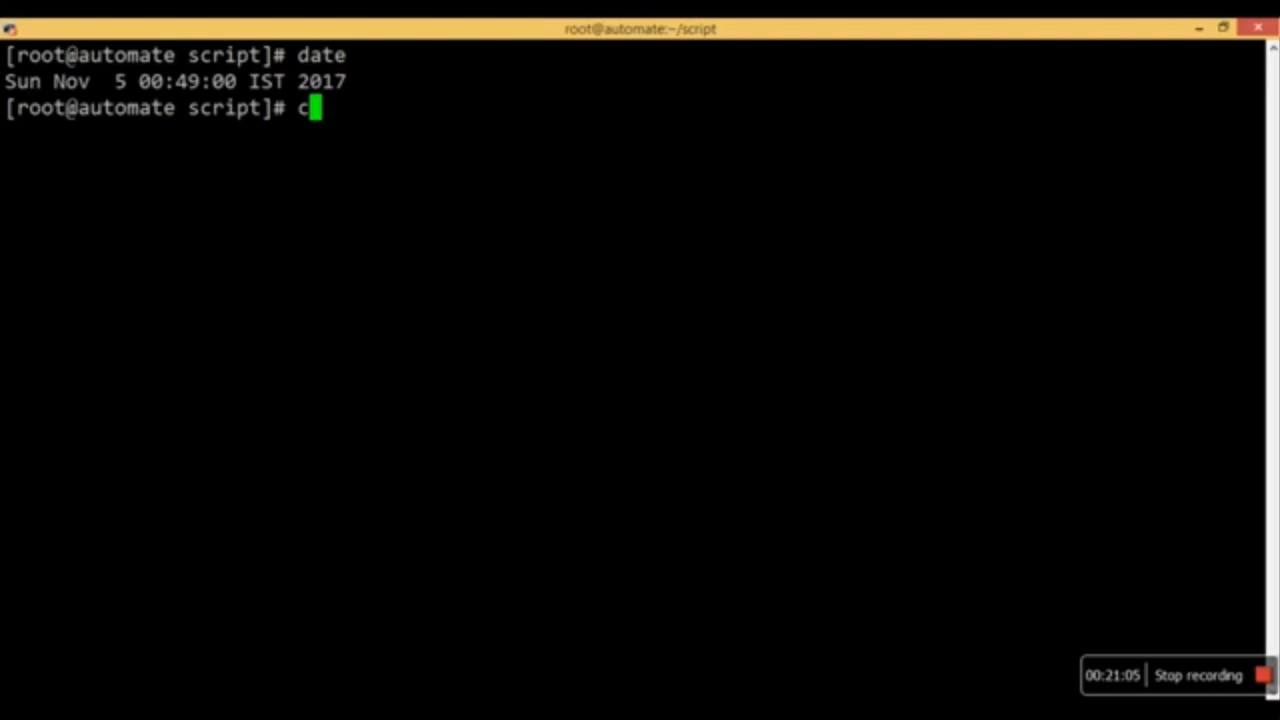 root@automate:~/script
[root@automate script]# date
Sun Nov  5 00:49:00 IST 2017
[root@automate script]# c
00:21:05 Stop recording